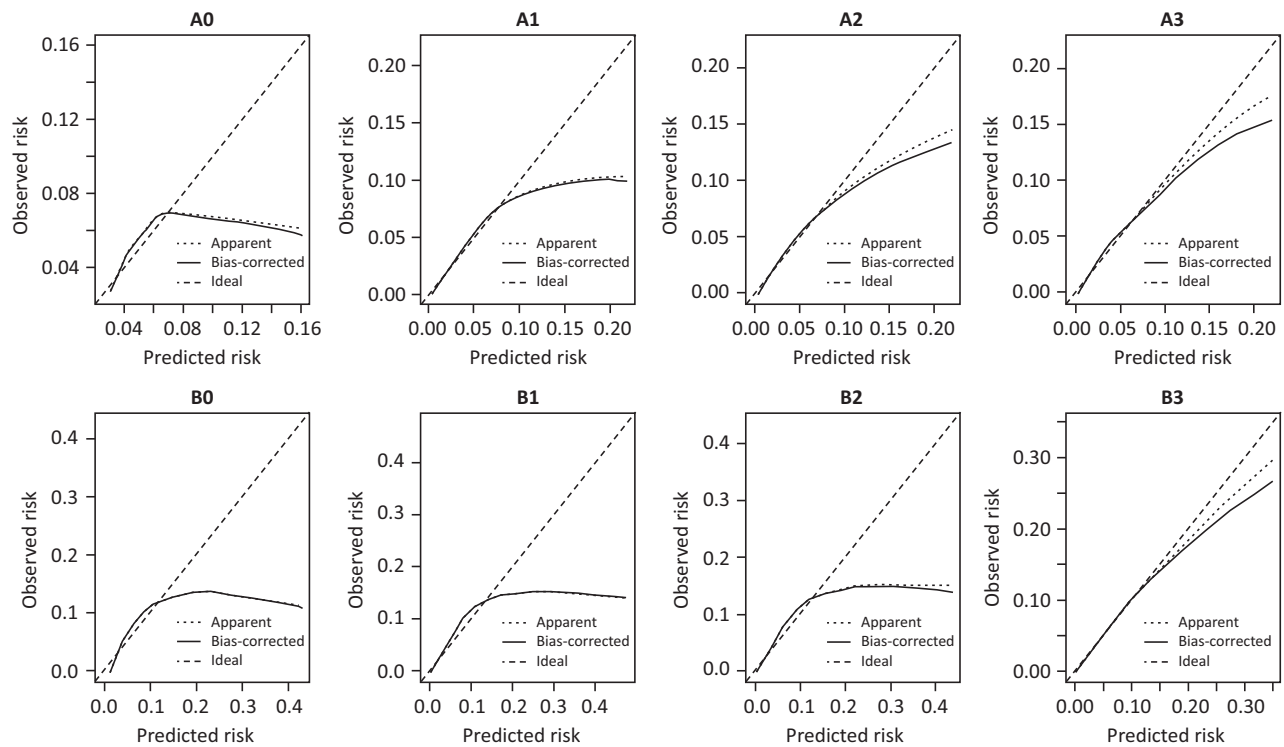 A0
0.16
0.12
0.08
0.04
Observed risk
Apparent
Bias-corrected
Ideal
0.04 0.08 0.12 0.16
Predicted risk
A1
0.20
0.15
0.10
0.05
0.00
Observed risk
Apparent
Bias-corrected
Ideal
0.00 0.05 0.10 0.15 0.20
Predicted risk
A2
0.20
0.15
0.10
0.05
0.00
Observed risk
Apparent
Bias-corrected
Ideal
0.00 0.05 0.10 0.15 0.20
Predicted risk
A3
0.20
0.15
0.10
0.05
0.00
Observed risk
Apparent
Bias-corrected
Ideal
0.00 0.05 0.10 0.15 0.20
Predicted risk
B0
0.4
0.3
0.2
0.1
0.0
Observed risk
Apparent
Bias-corrected
Ideal
0.0 0.1 0.2 0.3 0.4
Predicted risk
B1
0.4
0.3
0.2
0.1
0.0
Observed risk
Apparent
Bias-corrected
Ideal
0.0 0.1 0.2 0.3 0.4
Predicted risk
B2
0.4
0.3
0.2
0.1
0.0
Observed risk
Apparent
Bias-corrected
Ideal
0.0 0.1 0.2 0.3 0.4
Predicted risk
B3
0.30
0.20
0.10
0.00
Observed risk
Apparent
Bias-corrected
Ideal
0.00 0.10 0.20 0.30
Predicted risk